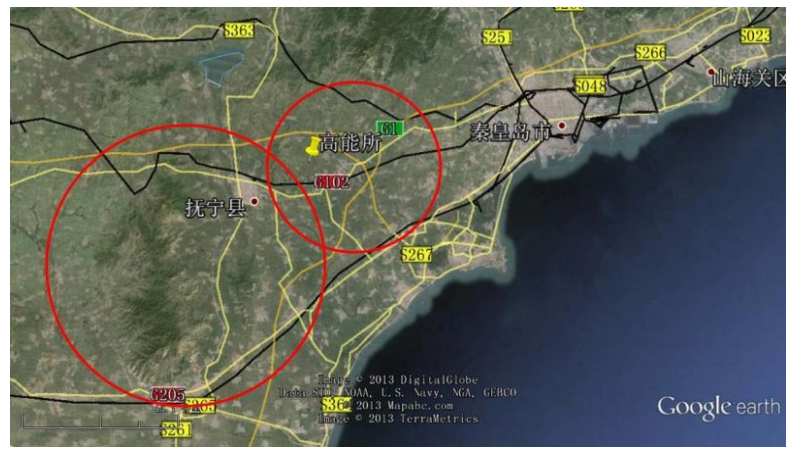 S363
S251
S266
S023
S048
山海关区
G1
高能所
秦皇岛市
G102
抚宁县
S267
G205
S261
Image © 2013 DigitalGlobe
Data SIO, NOAA, U.S. Navy, NGA, GEBCO
© 2013 Mapabc.com
Image © 2013 TerraMetrics
Google earth